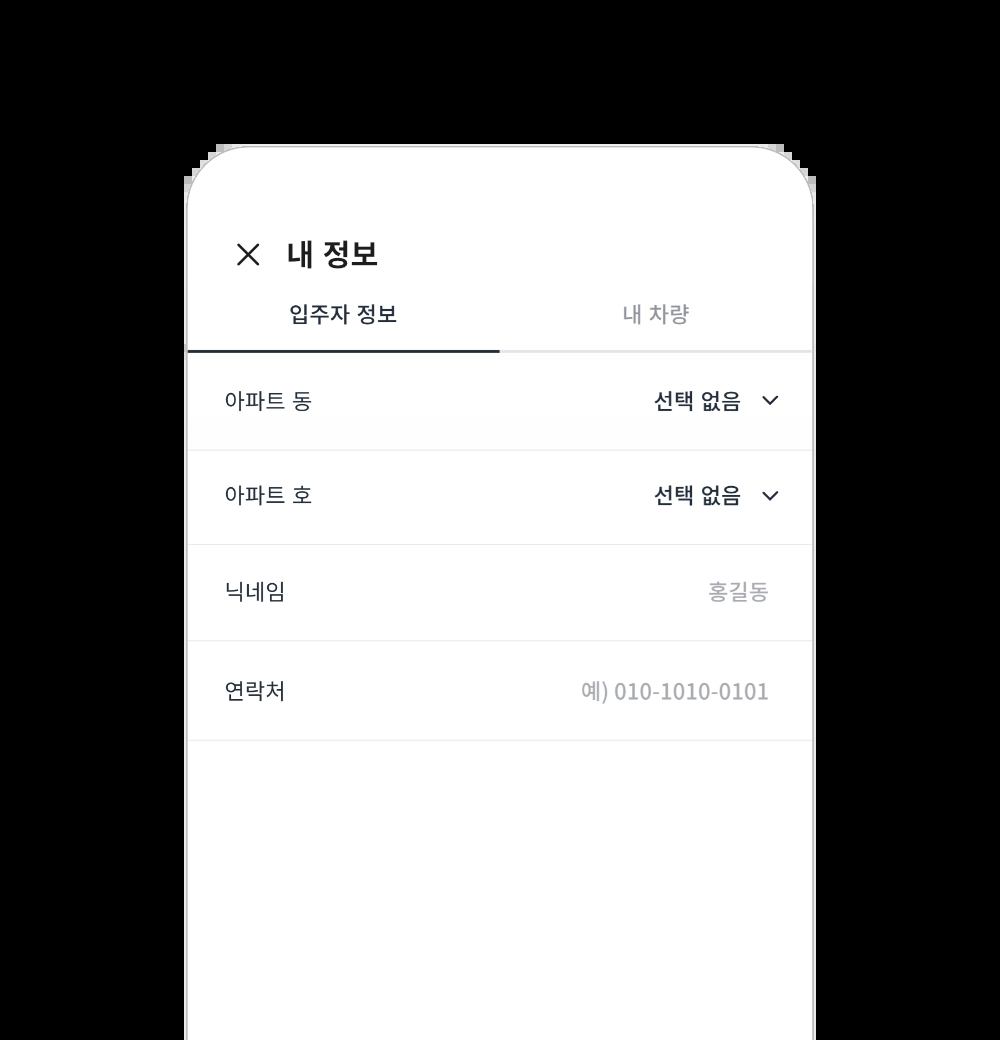 내 정보
입주자 정보 내 차량
아파트 동 선택 없음
아파트 호 선택 없음
닉네임 홍길동
연락처 예) 010-1010-0101